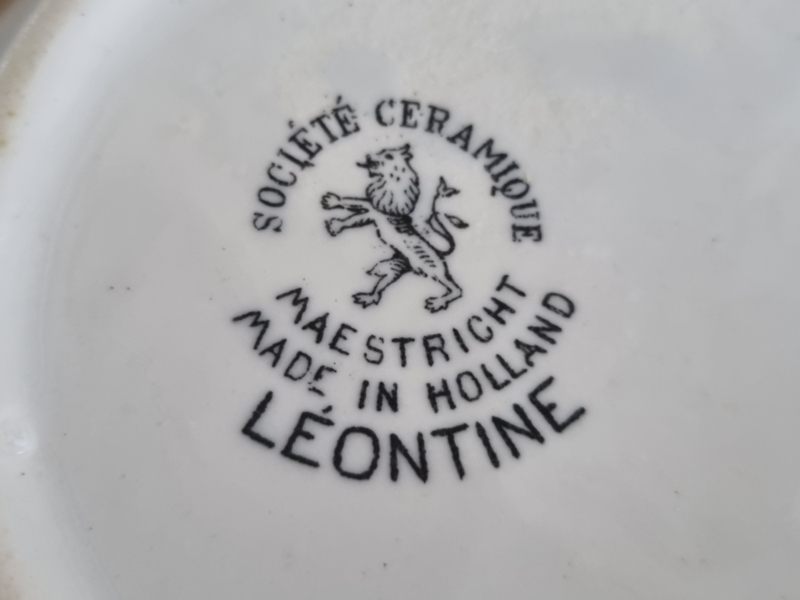 SOCIÉTÉ CERAMIQUE
MAESTRICHT
MADE IN HOLLAND
LÉONTINE